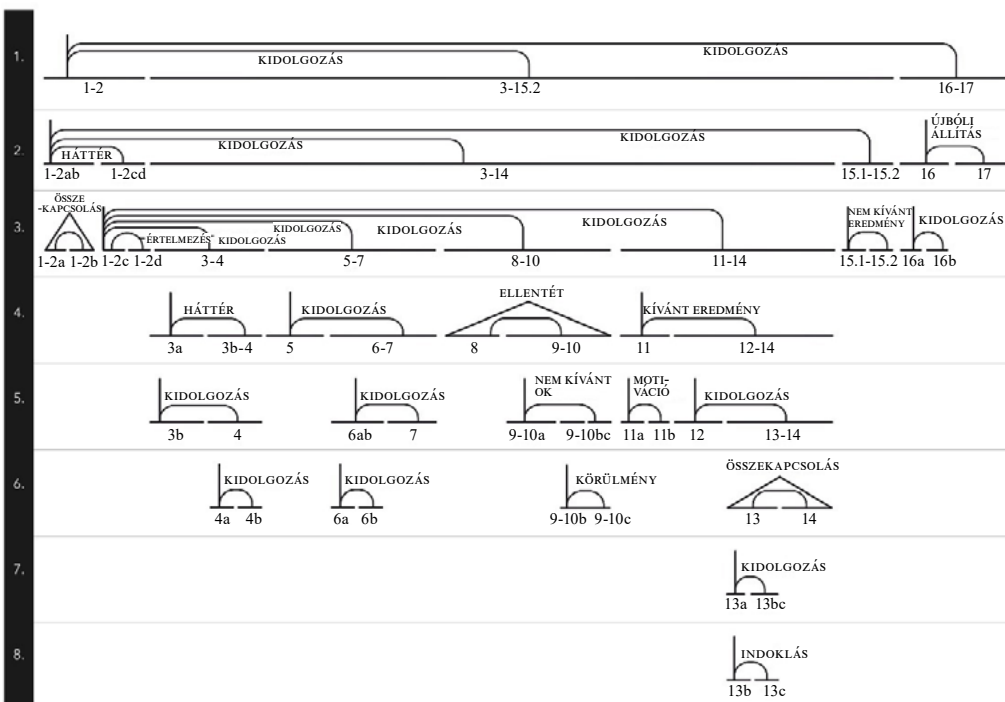 1.
KIDOLGOZÁS KIDOLGOZÁS
1-2 3-15.2 16-17
2.
HÁTTÉR KIDOLGOZÁS KIDOLGOZÁS ÚJBÓLI
ÁLLÍTÁS
1-2ab 1-2cd 3-14 15.1-15.2 16 17
3.
ÖSSZE
-KAPCSOLÁS
"ÉRTELMEZÉS" KIDOLGOZÁS KIDOLGOZÁS KIDOLGOZÁS KIDOLGOZÁS NEM KÍVÁNT
EREDMÉNY
KIDOLGOZÁS
1-2a 1-2b 1-2c 1-2d 3-4 5-7 8-10 11-14 15.1-15.2 16a 16b
4.
HÁTTÉR KIDOLGOZÁS ELLENTÉT KÍVÁNT EREDMÉNY
3a 3b-4 5 6-7 8 9-10 11 12-14
5.
KIDOLGOZÁS KIDOLGOZÁS NEM KÍVÁNT
OK
MOTI-
VÁCIÓ
KIDOLGOZÁS
3b 4 6ab 7 9-10a 9-10bc 11a 11b 12 13-14
6.
KIDOLGOZÁS KIDOLGOZÁS KÖRÜLMÉNY ÖSSZEKAPCSOLÁS
4a 4b 6a 6b 9-10b 9-10c 13 14
7.
KIDOLGOZÁS
13a 13bc
8.
INDOKLÁS
13b 13c